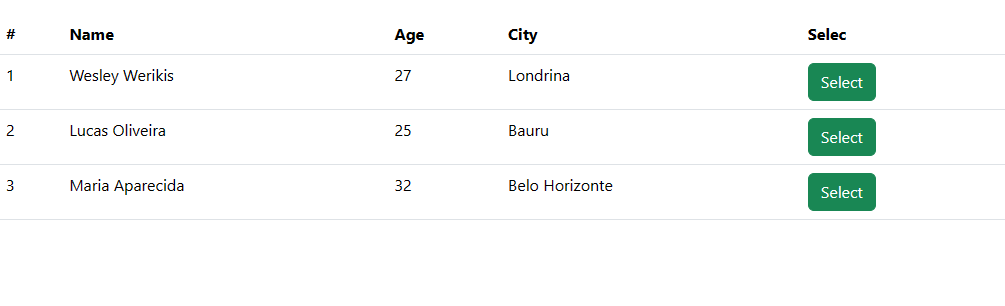 # Name Age City Selec
1 Wesley Werikis 27 Londrina Select
2 Lucas Oliveira 25 Bauru Select
3 Maria Aparecida 32 Belo Horizonte Select